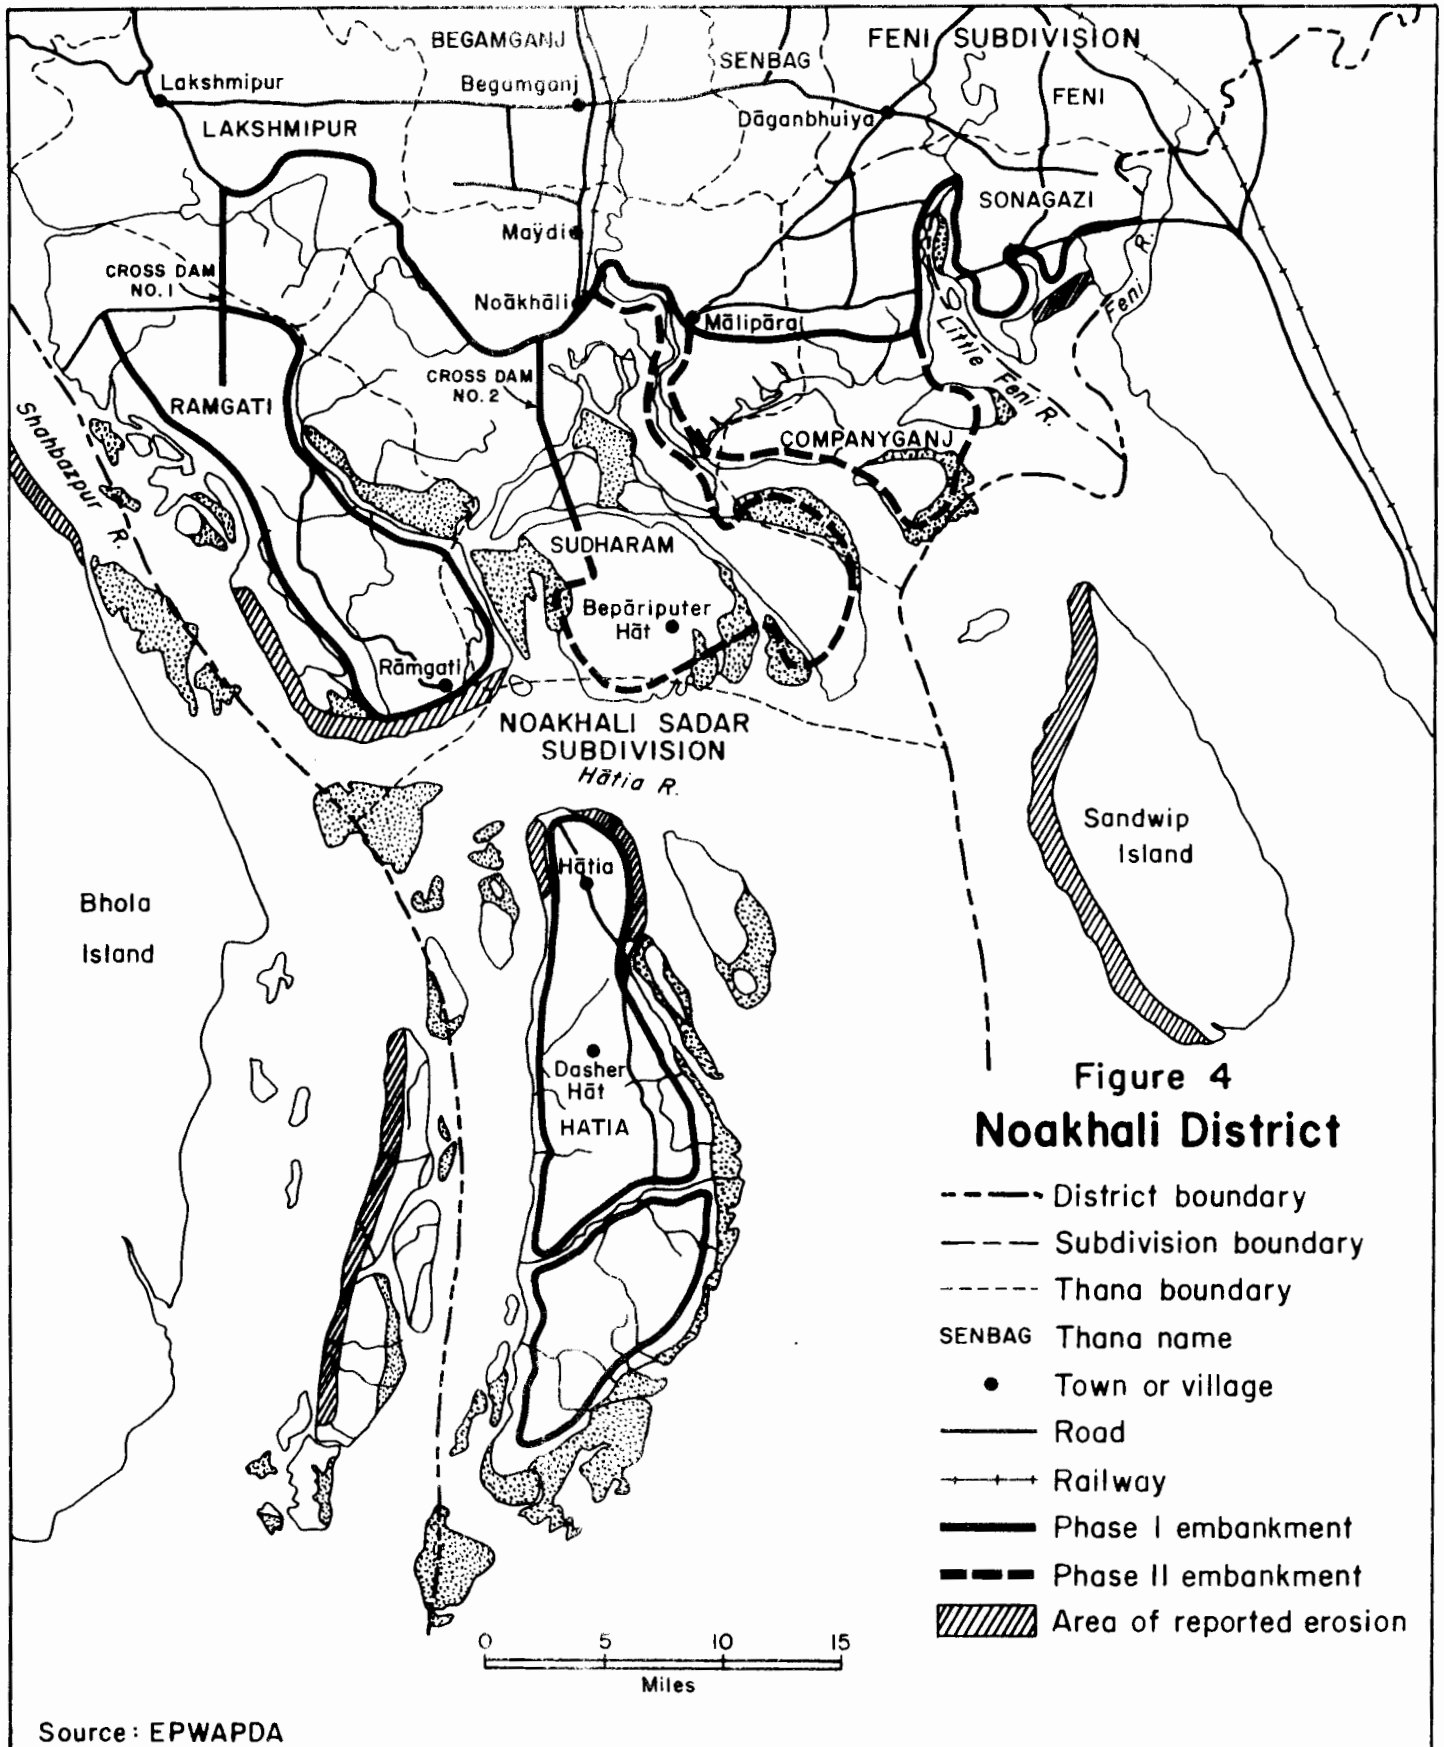 BEGAMGANJ
SENBAG
FENI SUBDIVISION
Lakshmipur
Begamganj
FENI
Dāganbhuiya
LAKSHMIPUR
SONAGAZI
Maÿdi
CROSS DAM
NO. 1
Noākhāli
Mālipāra
Feni R.
Little Feni R.
CROSS DAM
NO. 2
RAMGATI
Shahbazpur R.
COMPANYGANJ
SUDHARAM
Bepāriputer
Hāt
Rāmgati
NOAKHALI SADAR
SUBDIVISION
Hātia R.
Sandwip
Island
Hātia
Bhola
Island
Dasher
Hāt
HATIA
Figure 4
Noakhali District
District boundary
Subdivision boundary
Thana boundary
SENBAG Thana name
Town or village
Road
Railway
Phase I embankment
Phase II embankment
Area of reported erosion
0 5 10 15
Miles
Source: EPWAPDA